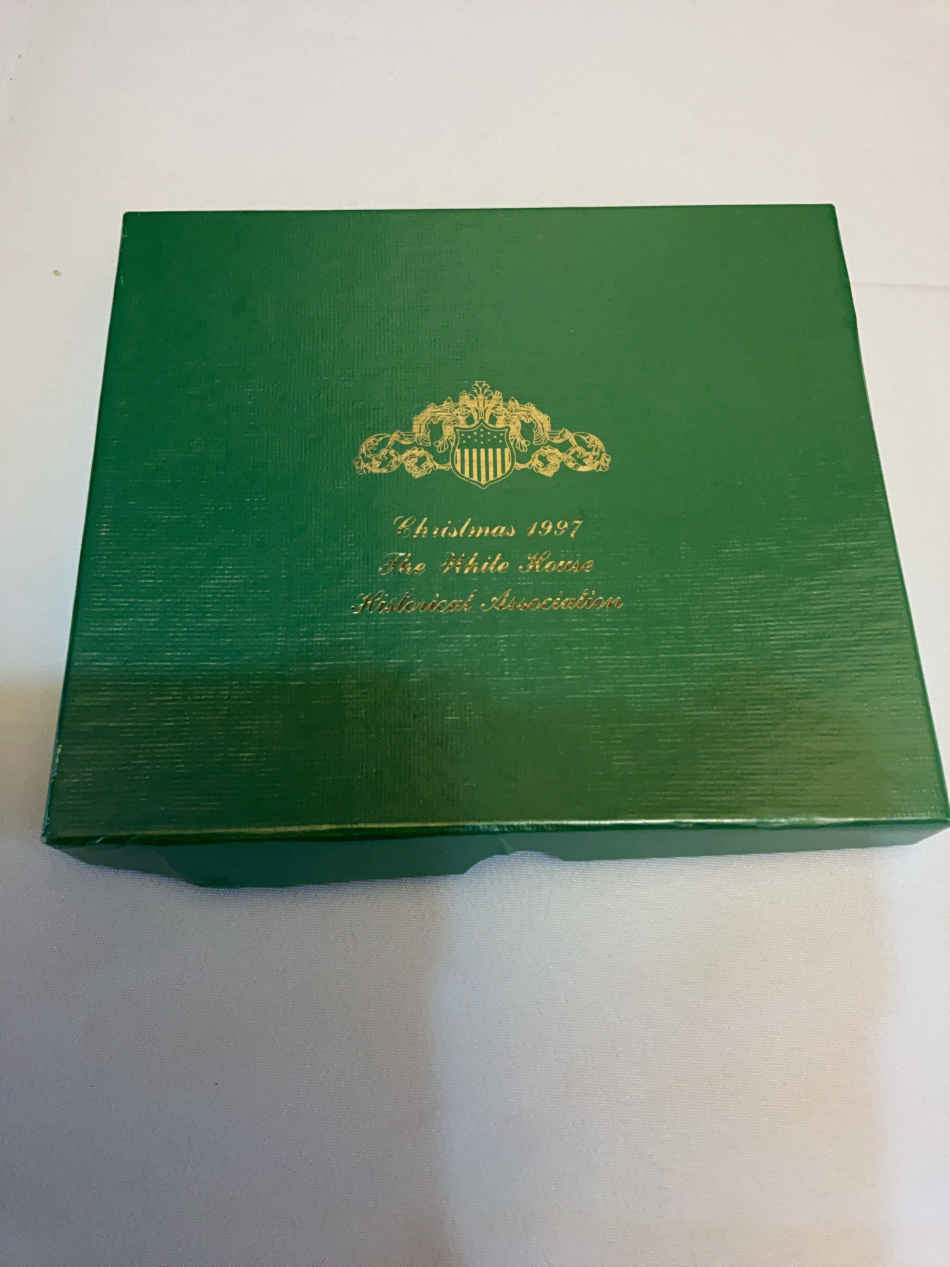 Christmas 1997
The White House
Historical Association